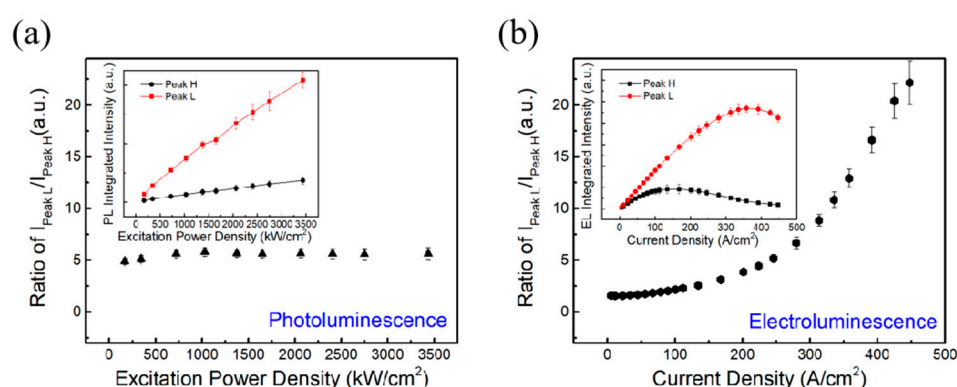 (a)
Ratio of I_Peak L/I_Peak H(a.u.)
20
15
10
5
0
PL Integrated Intensity (a.u.)
Peak H
Peak L
0 500 1000 1500 2000 2500 3000 3500
Excitation Power Density (kW/cm²)
Photoluminescence
0 500 1000 1500 2000 2500 3000 3500
Excitation Power Density (kW/cm²)
(b)
Ratio of I_Peak L/I_Peak H(a.u.)
20
15
10
5
0
EL Integrated Intensity (a.u.)
Peak H
Peak L
0 100 200 300 400 500
Current Density (A/cm²)
Electroluminescence
0 100 200 300 400 500
Current Density (A/cm²)